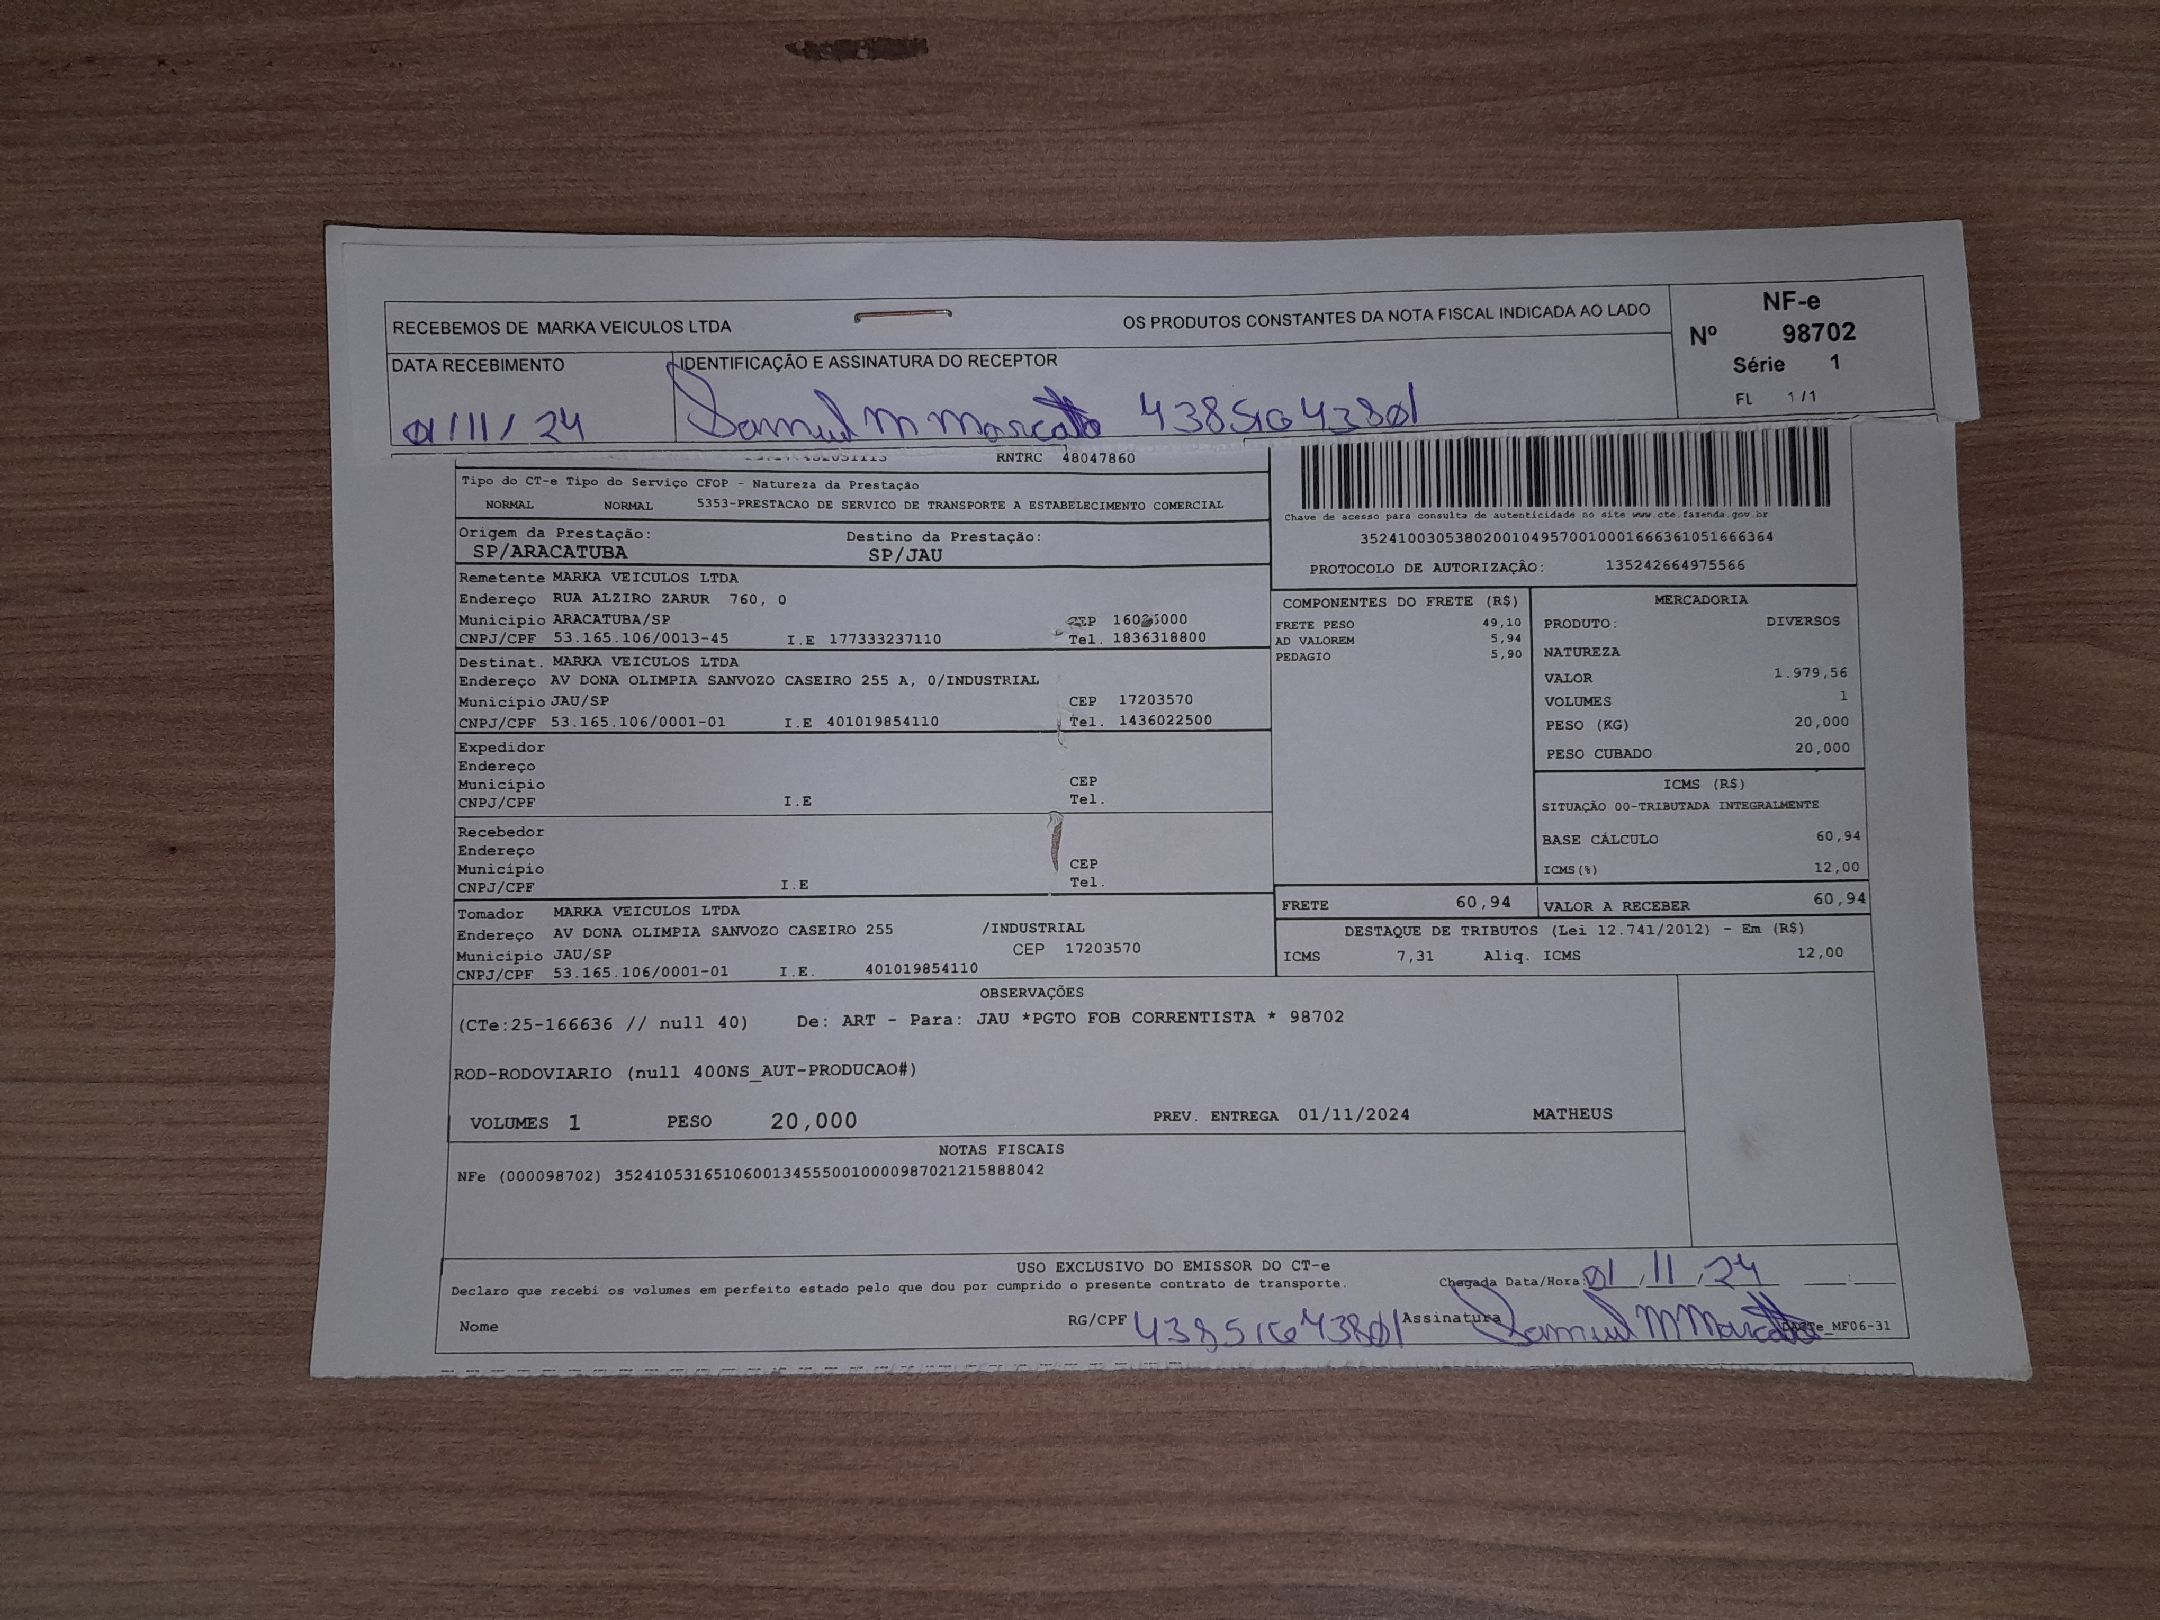 RECEBEMOS DE MARKA VEICULOS LTDA OS PRODUTOS CONSTANTES DA NOTA FISCAL INDICADA AO LADO
NF-e
Nº 98702
Série 1
FL 1/1
DATA RECEBIMENTO IDENTIFICAÇÃO E ASSINATURA DO RECEPTOR
01/11/24 Samuel M Moscatto 43851643801
RNTRC 48047860
Tipo do CT-e Tipo do Serviço CFOP - Natureza da Prestação
NORMAL NORMAL 5353-PRESTACAO DE SERVICO DE TRANSPORTE A ESTABELECIMENTO COMERCIAL
Chave de acesso para consulta de autenticidade no site www.cte.fazenda.gov.br
35241003053802001049570010001666361051666364
PROTOCOLO DE AUTORIZAÇÃO: 135242664975566
Origem da Prestação: Destino da Prestação:
SP/ARACATUBA SP/JAU
Remetente MARKA VEICULOS LTDA
Endereço RUA ALZIRO ZARUR 760, 0
Município ARACATUBA/SP CEP
CNPJ/CPF 53.165.106/0013-45 I.E 177333237110 Tel. 1836318800
Destinat. MARKA VEICULOS LTDA
Endereço AV DONA OLIMPIA SANVOZO CASEIRO 255 A, 0/INDUSTRIAL
Município JAU/SP CEP 17203570
CNPJ/CPF 53.165.106/0001-01 I.E 401019854110 Tel. 1436022500
Expedidor
Endereço
Município CEP
CNPJ/CPF I.E Tel.
Recebedor
Endereço
Município CEP
CNPJ/CPF I.E Tel.
Tomador MARKA VEICULOS LTDA
Endereço AV DONA OLIMPIA SANVOZO CASEIRO 255 /INDUSTRIAL
Município JAU/SP CEP 17203570
CNPJ/CPF 53.165.106/0001-01 I.E. 401019854110
COMPONENTES DO FRETE (R$)
FRETE PESO 49,10
AD VALOREM 5,94
PEDAGIO 5,90
MERCADORIA
PRODUTO: DIVERSOS
NATUREZA
VALOR 1.979,56
VOLUMES 1
PESO (KG) 20,000
PESO CUBADO 20,000
ICMS (R$)
SITUAÇÃO 00-TRIBUTADA INTEGRALMENTE
BASE CÁLCULO 60,94
ICMS(%) 12,00
FRETE 60,94 VALOR A RECEBER 60,94
DESTAQUE DE TRIBUTOS (Lei 12.741/2012) - Em (R$)
ICMS 7,31 Aliq. ICMS 12,00
OBSERVAÇÕES
(CTe:25-166636 // null 40) De: ART - Para: JAU *PGTO FOB CORRENTISTA * 98702
ROD-RODOVIARIO (null 400NS_AUT-PRODUCAO#)
VOLUMES 1 PESO 20,000 PREV. ENTREGA 01/11/2024 MATHEUS
NOTAS FISCAIS
NFe (000098702) 35241053165106001345550010000987021215888042
USO EXCLUSIVO DO EMISSOR DO CT-e
Declaro que recebi os volumes em perfeito estado pelo que dou por cumprido o presente contrato de transporte. Chegada Data/Hora: 01/11/24 __:__
Nome RG/CPF 43851643801 Assinatura Samuel M Moscatto MF06-31